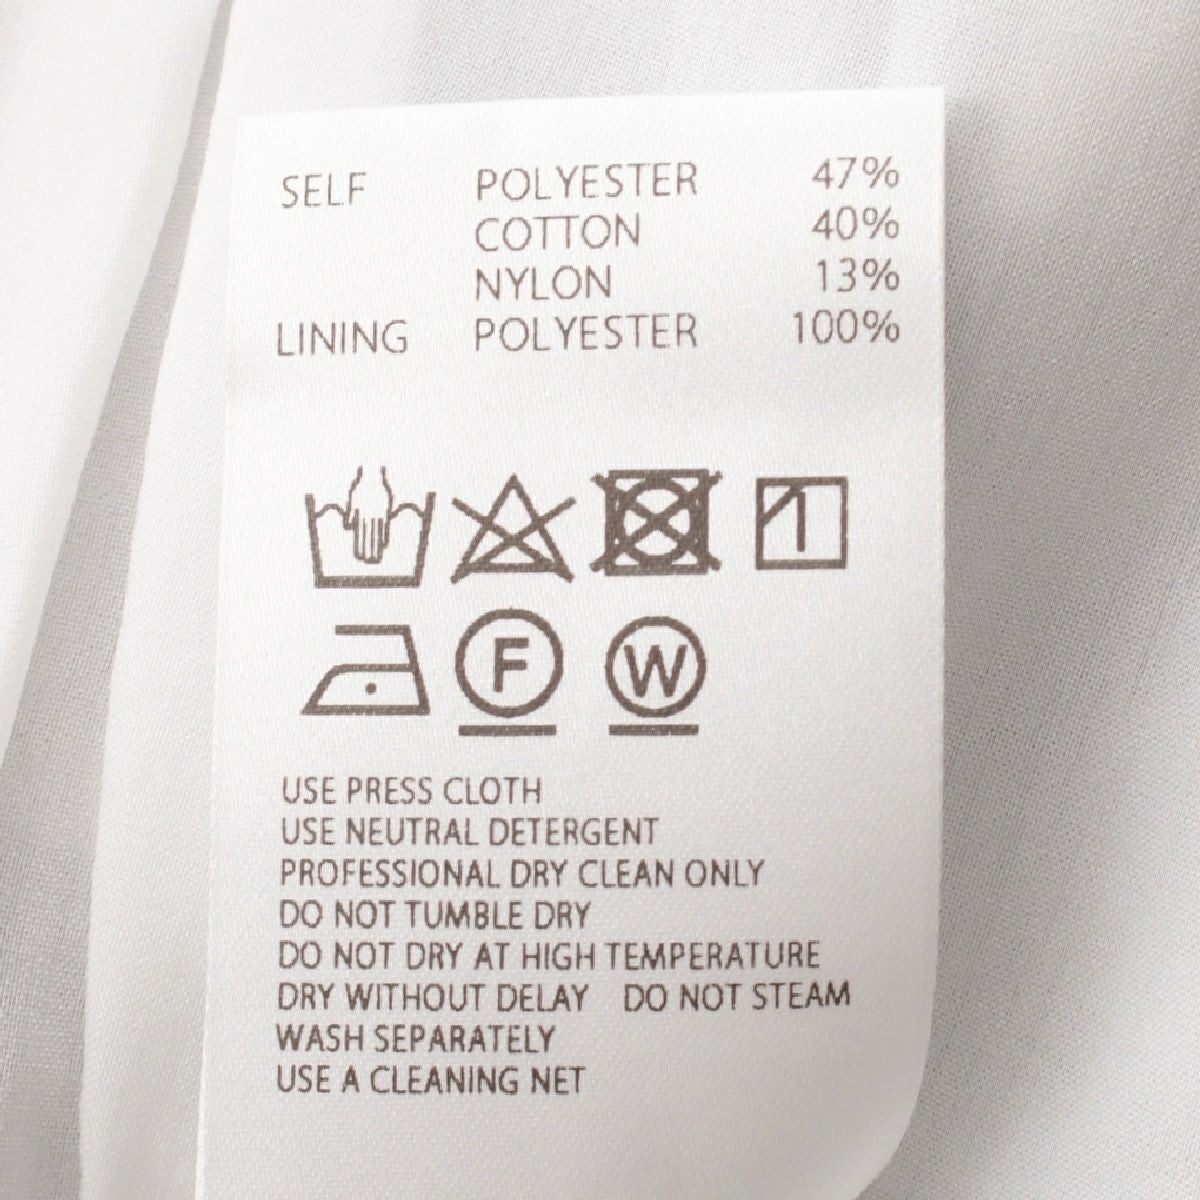 SELF POLYESTER 47%
COTTON 40%
NYLON 13%
LINING POLYESTER 100%
F W
USE PRESS CLOTH
USE NEUTRAL DETERGENT
PROFESSIONAL DRY CLEAN ONLY
DO NOT TUMBLE DRY
DO NOT DRY AT HIGH TEMPERATURE
DRY WITHOUT DELAY DO NOT STEAM
WASH SEPARATELY
USE A CLEANING NET